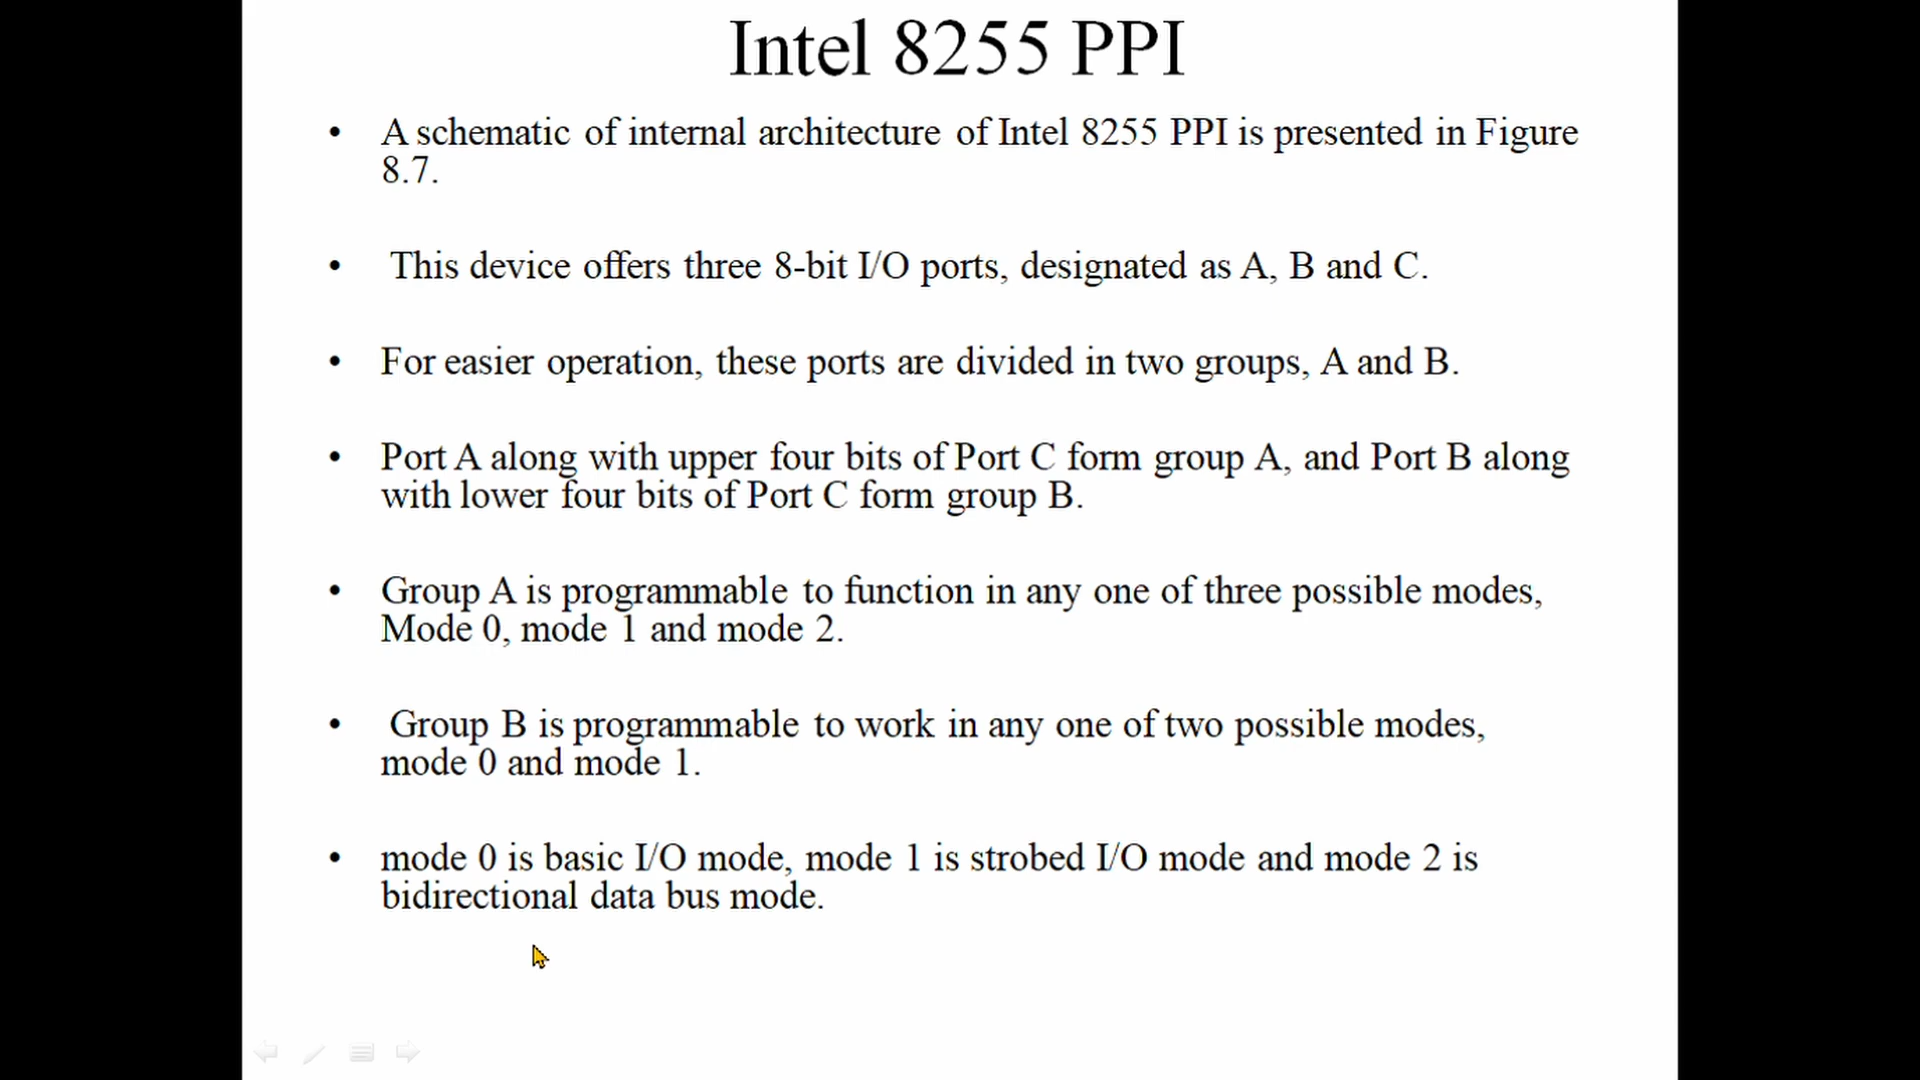 Intel 8255 PPI
• A schematic of internal architecture of Intel 8255 PPI is presented in Figure
8.7.
• This device offers three 8-bit I/O ports, designated as A, B and C.
• For easier operation, these ports are divided in two groups, A and B.
• Port A along with upper four bits of Port C form group A, and Port B along
with lower four bits of Port C form group B.
• Group A is programmable to function in any one of three possible modes,
Mode 0, mode 1 and mode 2.
• Group B is programmable to work in any one of two possible modes,
mode 0 and mode 1.
• mode 0 is basic I/O mode, mode 1 is strobed I/O mode and mode 2 is
bidirectional data bus mode.